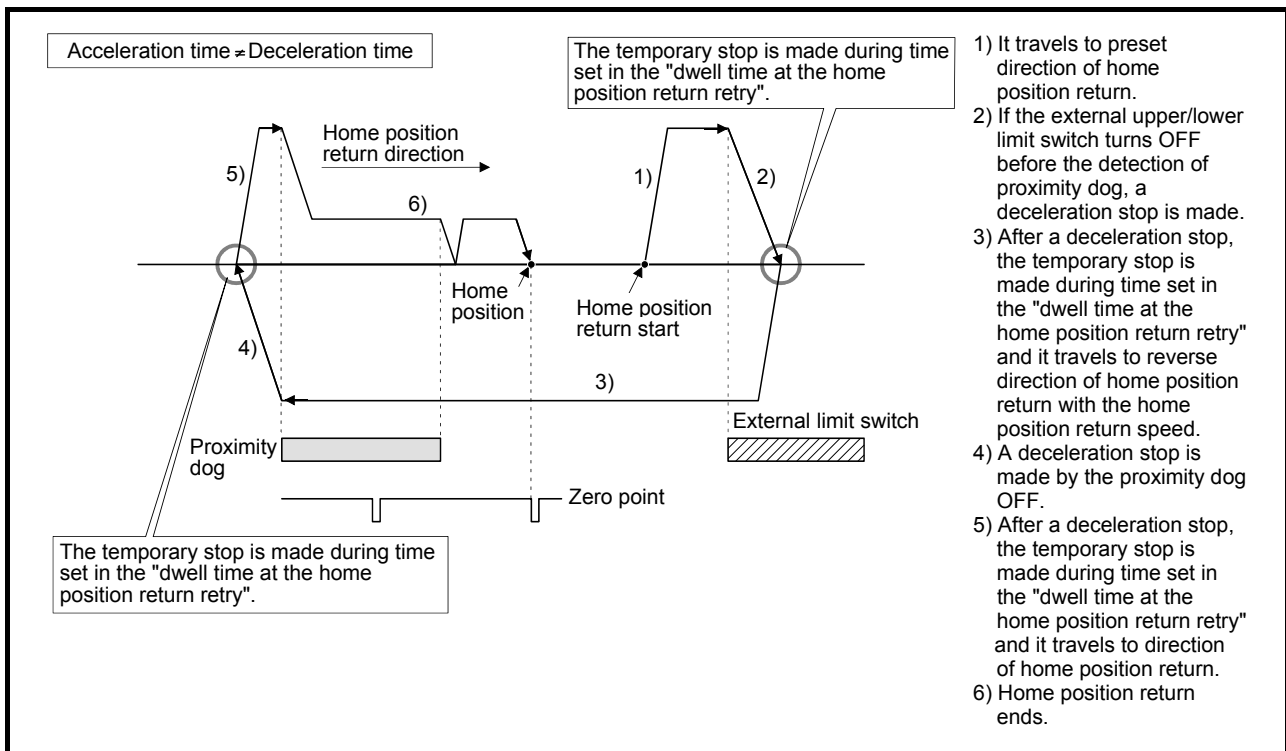 Acceleration time ≠ Deceleration time
The temporary stop is made during time
set in the "dwell time at the home
position return retry".
Home position
return direction
5)
6)
1)
2)
Home
position
Home position
return start
4)
3)
Proximity
dog
External limit switch
Zero point
The temporary stop is made during time
set in the "dwell time at the home
position return retry".
1) It travels to preset
direction of home
position return.
2) If the external upper/lower
limit switch turns OFF
before the detection of
proximity dog, a
deceleration stop is made.
3) After a deceleration stop,
the temporary stop is
made during time set in
the "dwell time at the
home position return retry"
and it travels to reverse
direction of home position
return with the home
position return speed.
4) A deceleration stop is
made by the proximity dog
OFF.
5) After a deceleration stop,
the temporary stop is
made during time set in
the "dwell time at the
home position return retry"
and it travels to direction
of home position return.
6) Home position return
ends.